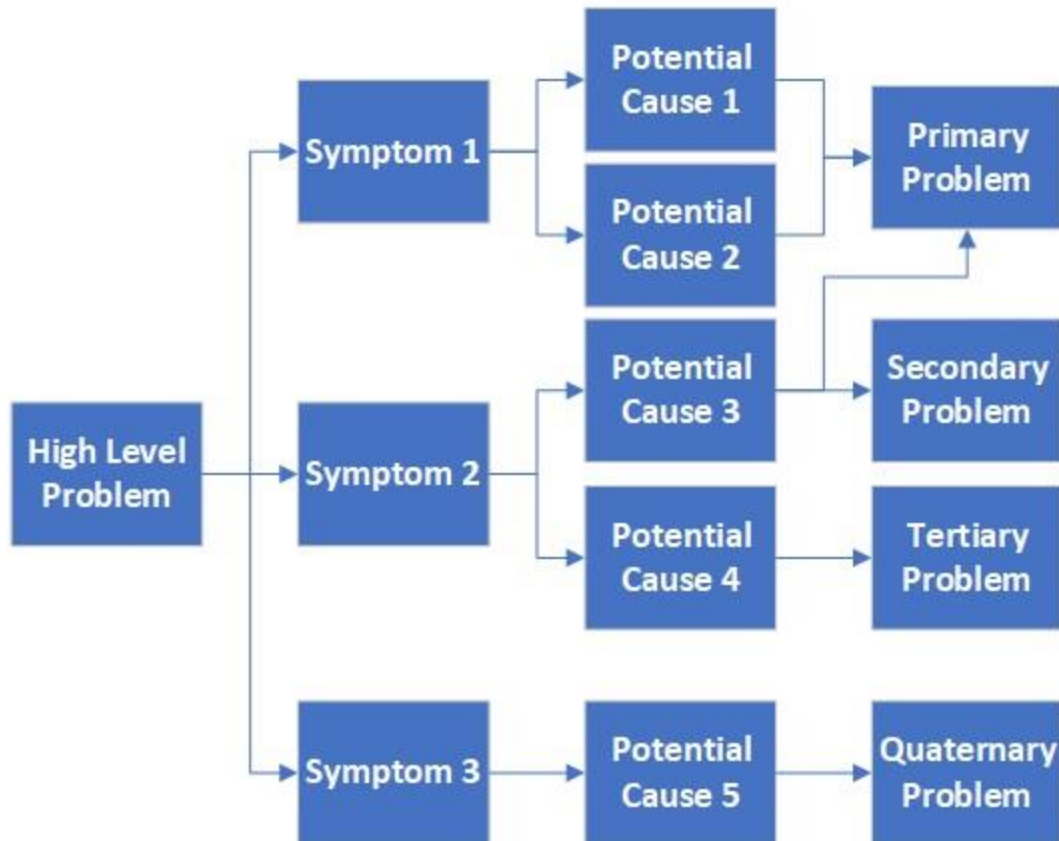 Potential
Cause 1
Symptom 1
Primary
Problem
Potential
Cause 2
Potential
Cause 3
Secondary
Problem
High Level
Problem
Symptom 2
Potential
Cause 4
Tertiary
Problem
Symptom 3
Potential
Cause 5
Quaternary
Problem